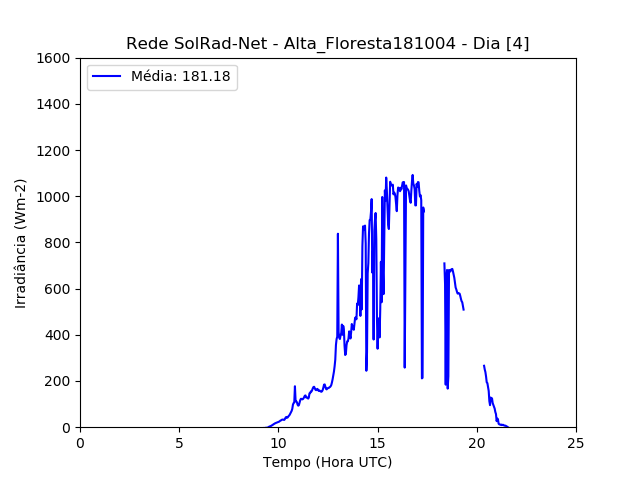 Rede SolRad-Net - Alta_Floresta181004 - Dia [4]
Média: 181.18
1600
1400
1200
1000
800
600
400
200
0
Irradiância (Wm-2)
0 5 10 15 20 25
Tempo (Hora UTC)